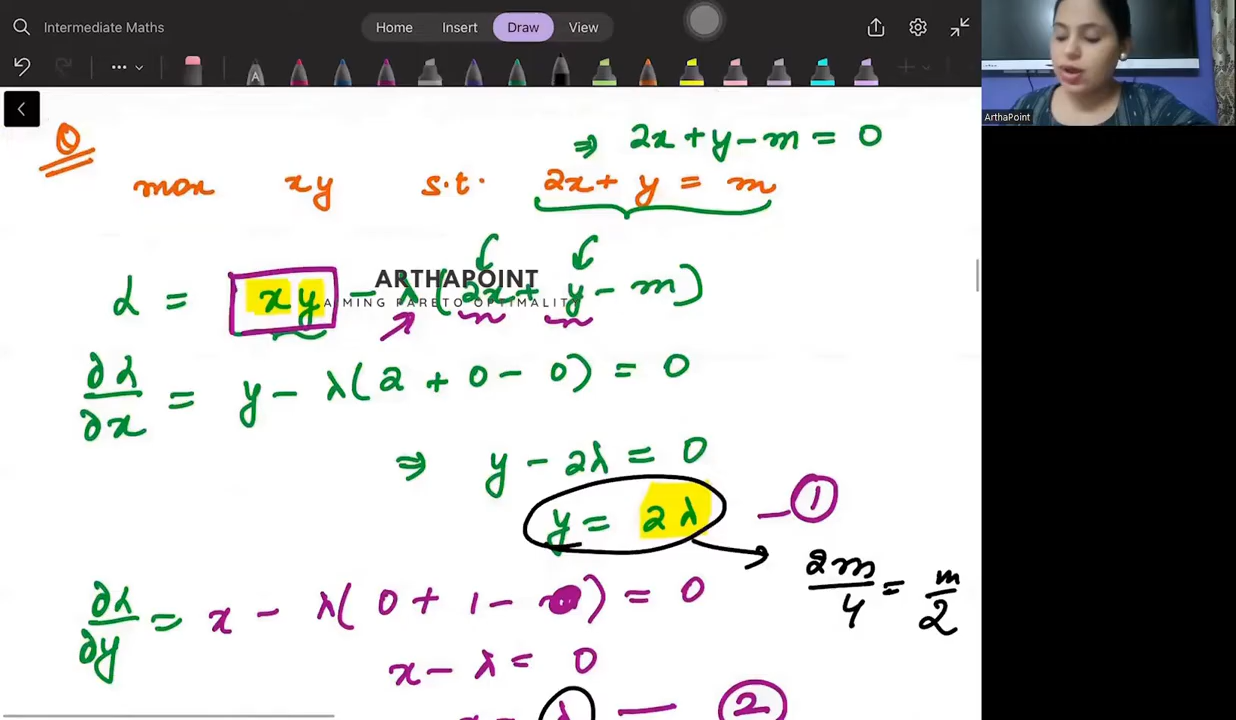 Intermediate Maths
Home Insert Draw View
ArthaPoint
Q
⇒ 2x + y - m = 0
max xy s.t. 2x + y = m
ARTHAPOINT
AIMING PARETO OPTIMALITY
L = xy - λ(2x + y - m)
∂L/∂x = y - λ(2 + 0 - 0) = 0
⇒ y - 2λ = 0
y = 2λ — ①
2m/4 = m/2
∂L/∂y = x - λ(0 + 1 - ) = 0
x - λ = 0
λ — ②